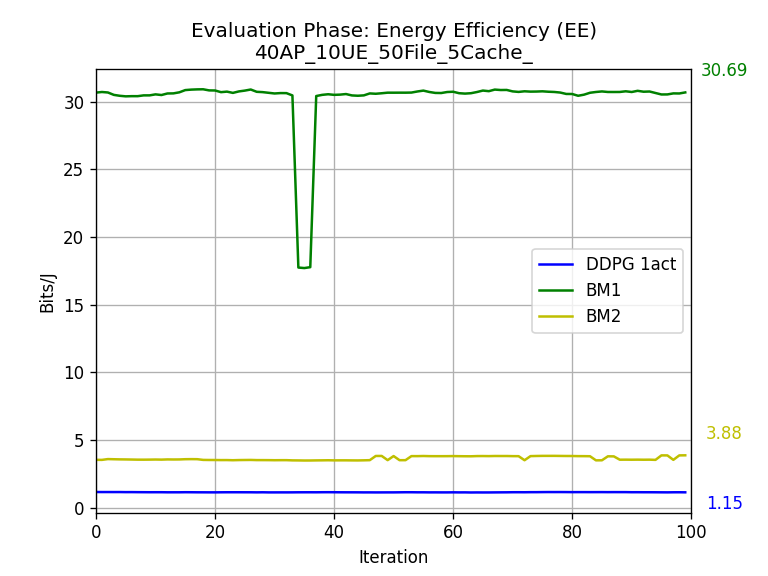 Evaluation Phase: Energy Efficiency (EE)
40AP_10UE_50File_5Cache_
30.69
30
25
20
15
10
5
0
Bits/J
DDPG 1act
BM1
BM2
3.88
1.15
0 20 40 60 80 100
Iteration